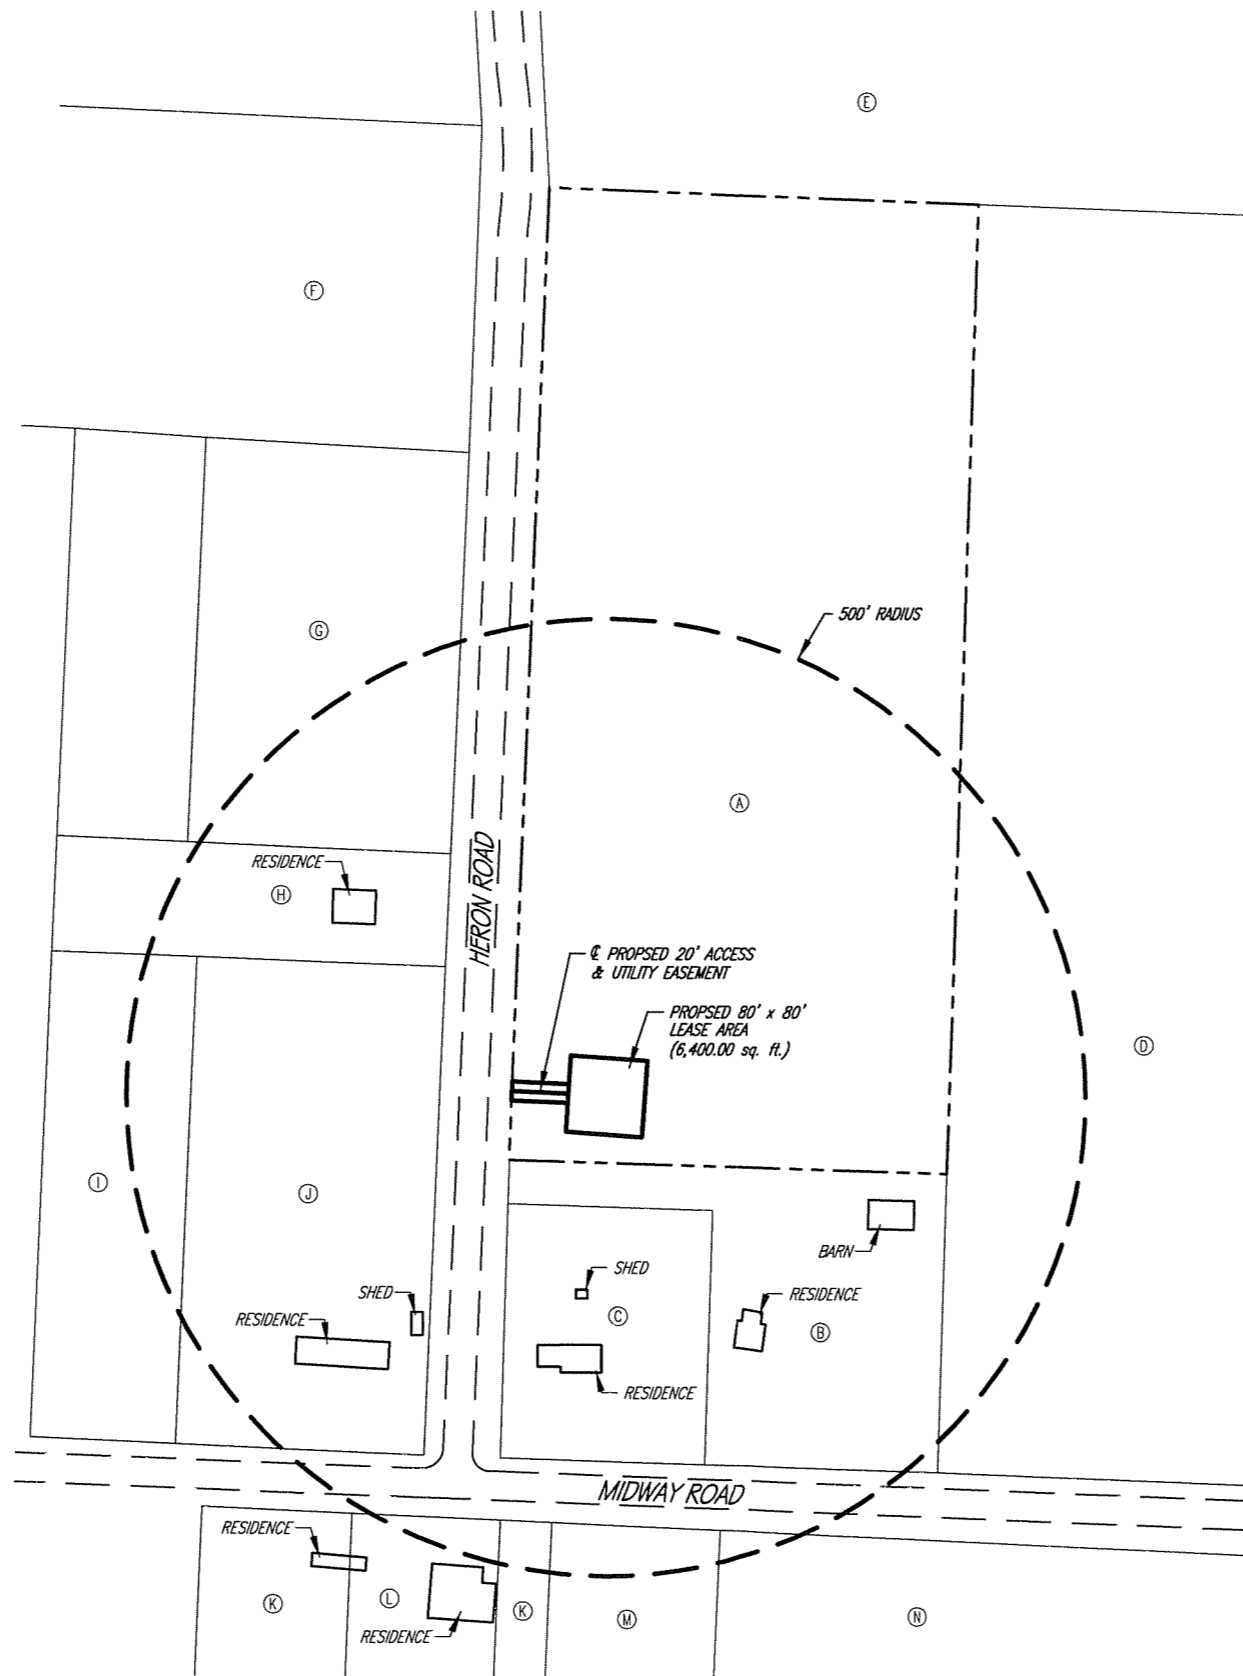 E
F
500' RADIUS
G
A
RESIDENCE
H
HERON ROAD
℄ PROPSED 20' ACCESS
& UTILITY EASEMENT
PROPSED 80' x 80'
LEASE AREA
(6,400.00 sq. ft.)
D
I
J
BARN
SHED
SHED
RESIDENCE
RESIDENCE
C
B
RESIDENCE
MIDWAY ROAD
RESIDENCE
K
L
K
M
N
RESIDENCE